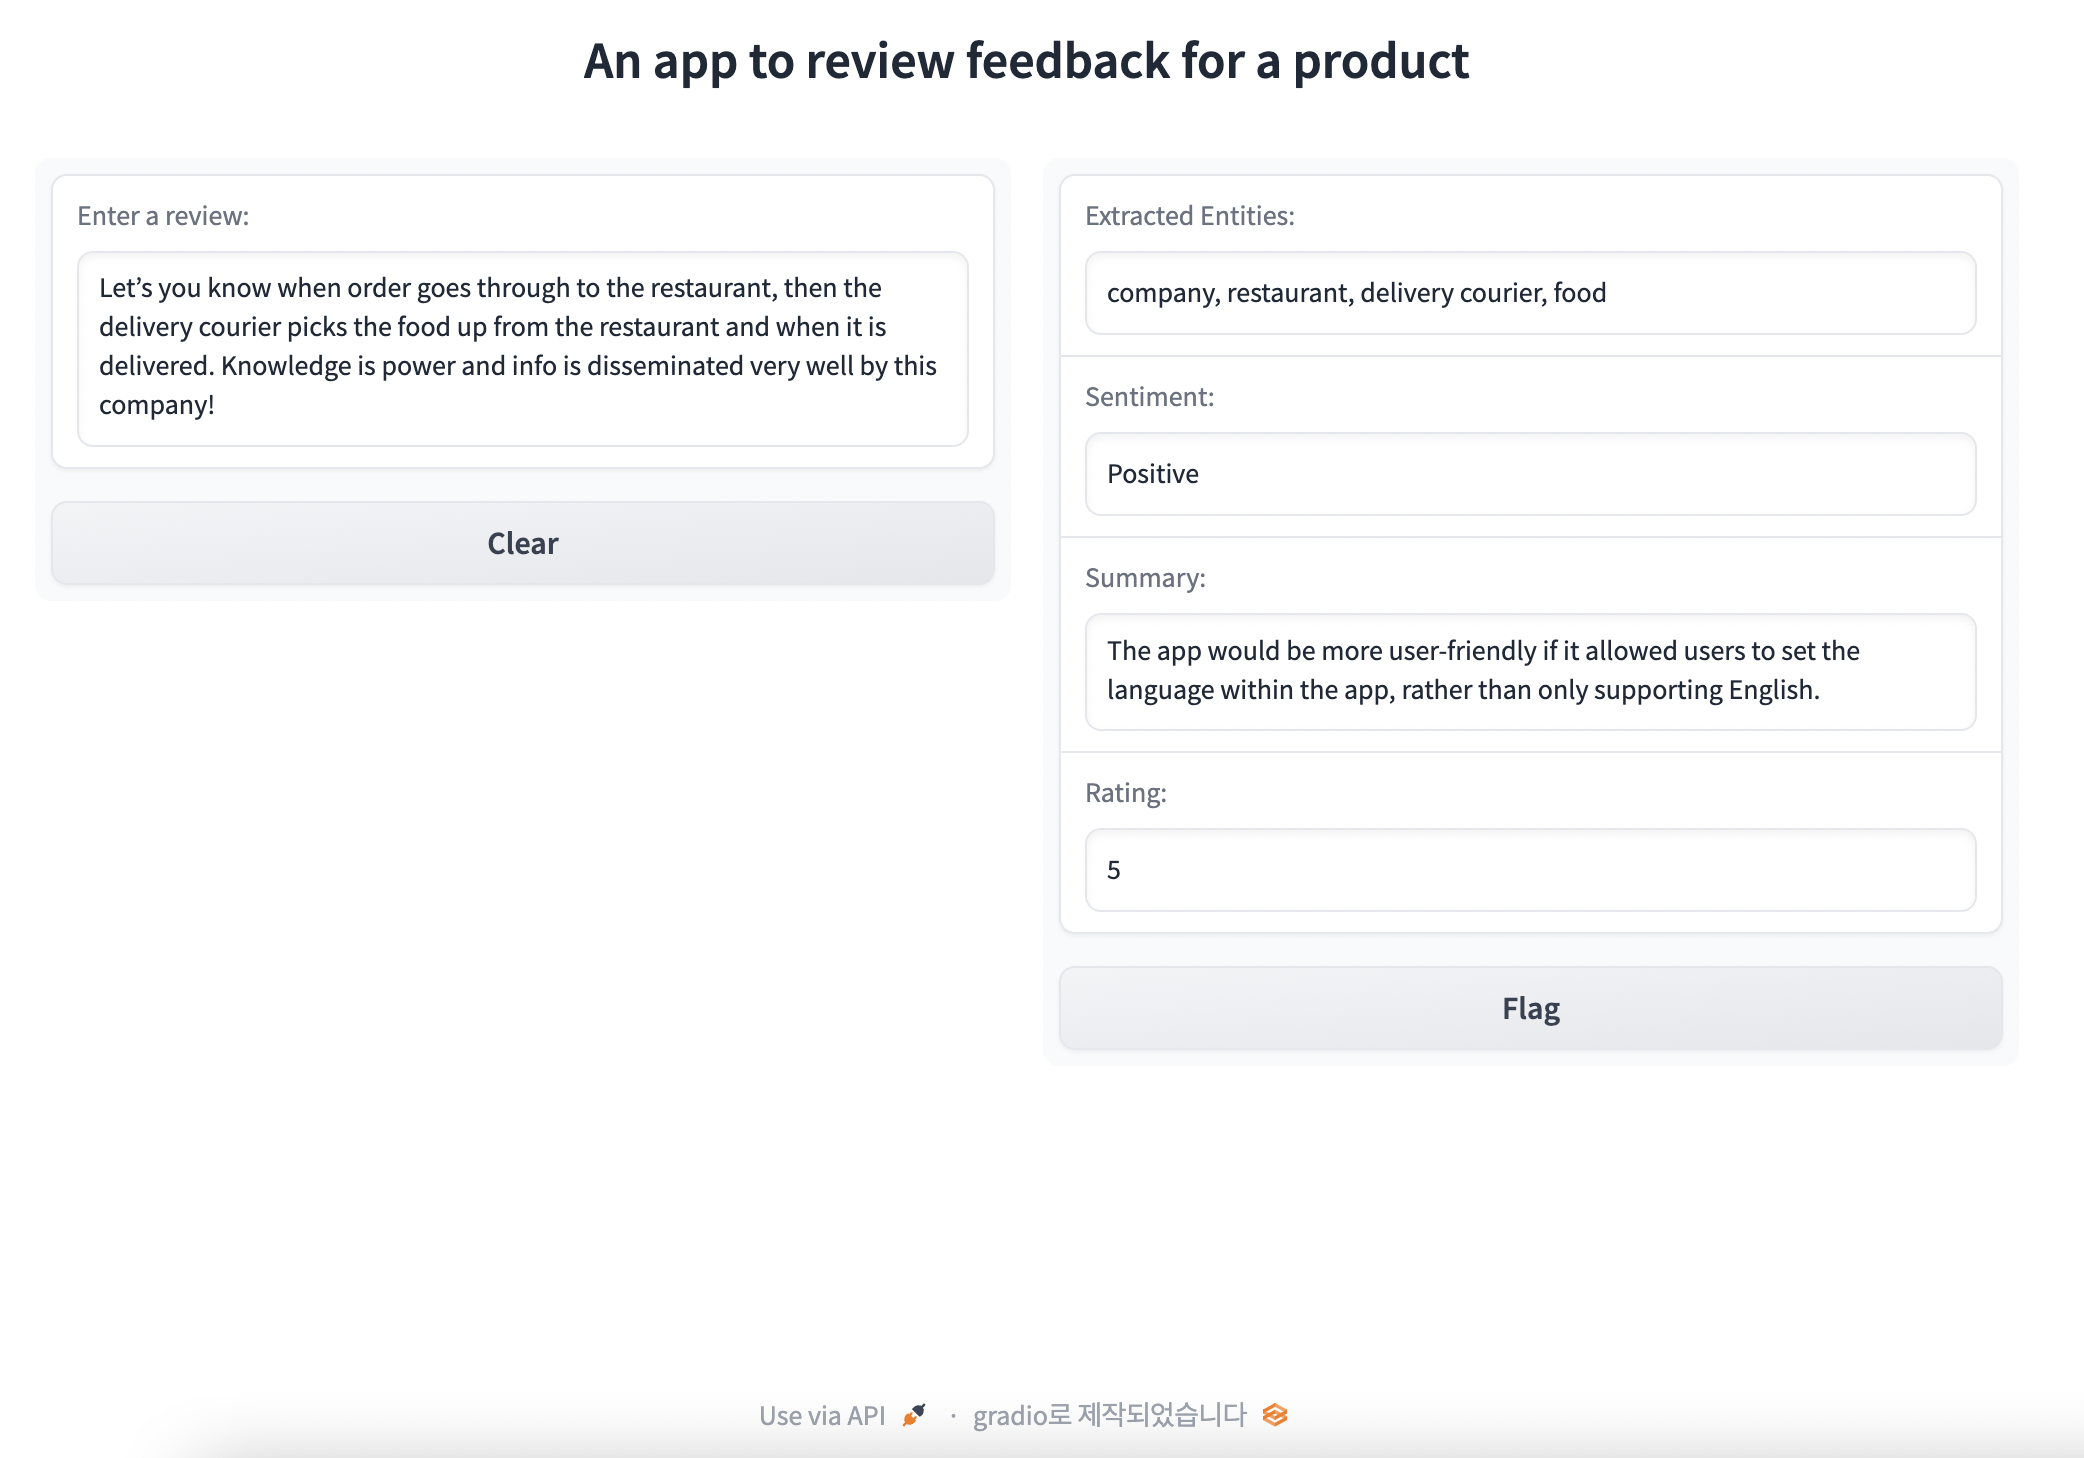 An app to review feedback for a product
Enter a review:
Let’s you know when order goes through to the restaurant, then the
delivery courier picks the food up from the restaurant and when it is
delivered. Knowledge is power and info is disseminated very well by this
company!
Clear
Extracted Entities:
company, restaurant, delivery courier, food
Sentiment:
Positive
Summary:
The app would be more user-friendly if it allowed users to set the
language within the app, rather than only supporting English.
Rating:
5
Flag
Use via API · gradio로 제작되었습니다